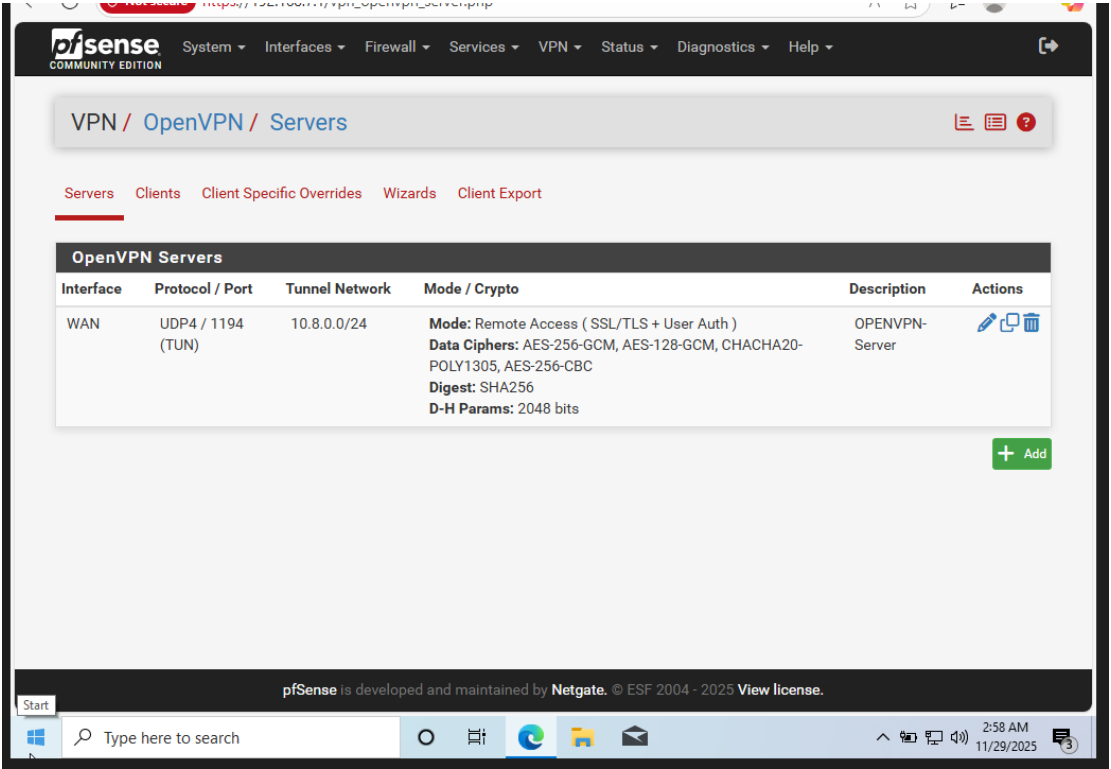 pfsense
COMMUNITY EDITION
System Interfaces Firewall Services VPN Status Diagnostics Help
VPN / OpenVPN / Servers
Servers Clients Client Specific Overrides Wizards Client Export
OpenVPN Servers
Interface Protocol / Port Tunnel Network Mode / Crypto Description Actions
WAN UDP4 / 1194 10.8.0.0/24 Mode: Remote Access ( SSL/TLS + User Auth ) OPENVPN-
(TUN) Data Ciphers: AES-256-GCM, AES-128-GCM, CHACHA20- Server
POLY1305, AES-256-CBC
Digest: SHA256
D-H Params: 2048 bits
+ Add
pfSense is developed and maintained by Netgate. © ESF 2004 - 2025 View license.
Start
Type here to search
2:58 AM
11/29/2025
3